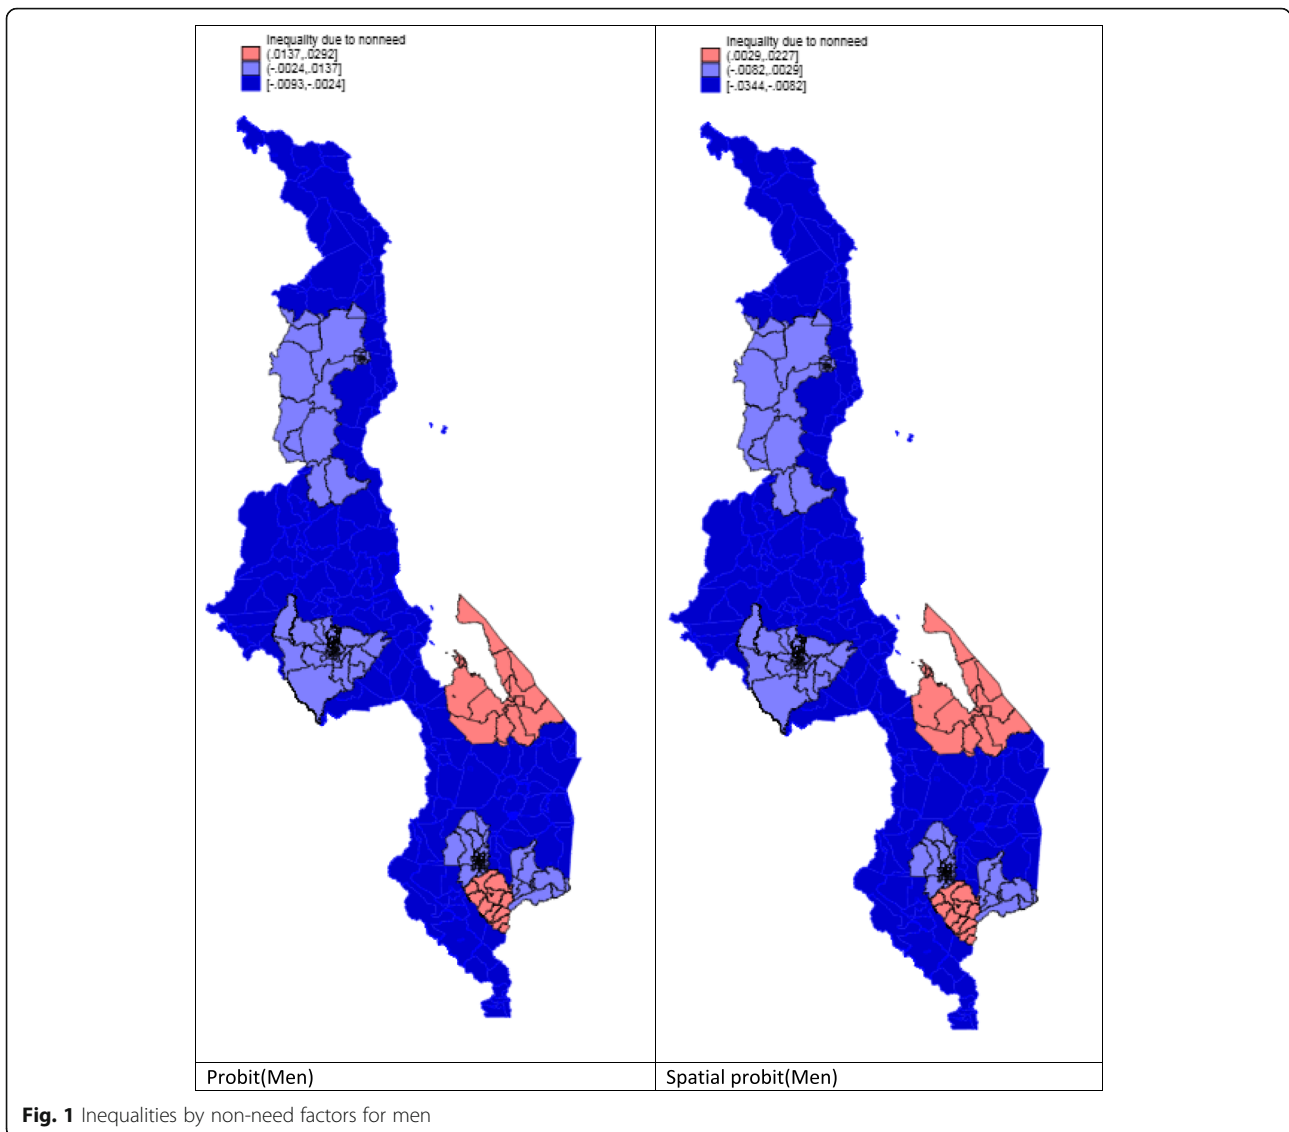 Inequality due to nonneed
(.0137,.0292]
(-.0024,.0137]
[-.0093,-.0024]
Inequality due to nonneed
(.0029,.0227]
(-.0082,.0029]
[-.0344,-.0082]
Probit(Men)
Spatial probit(Men)
Fig. 1 Inequalities by non-need factors for men